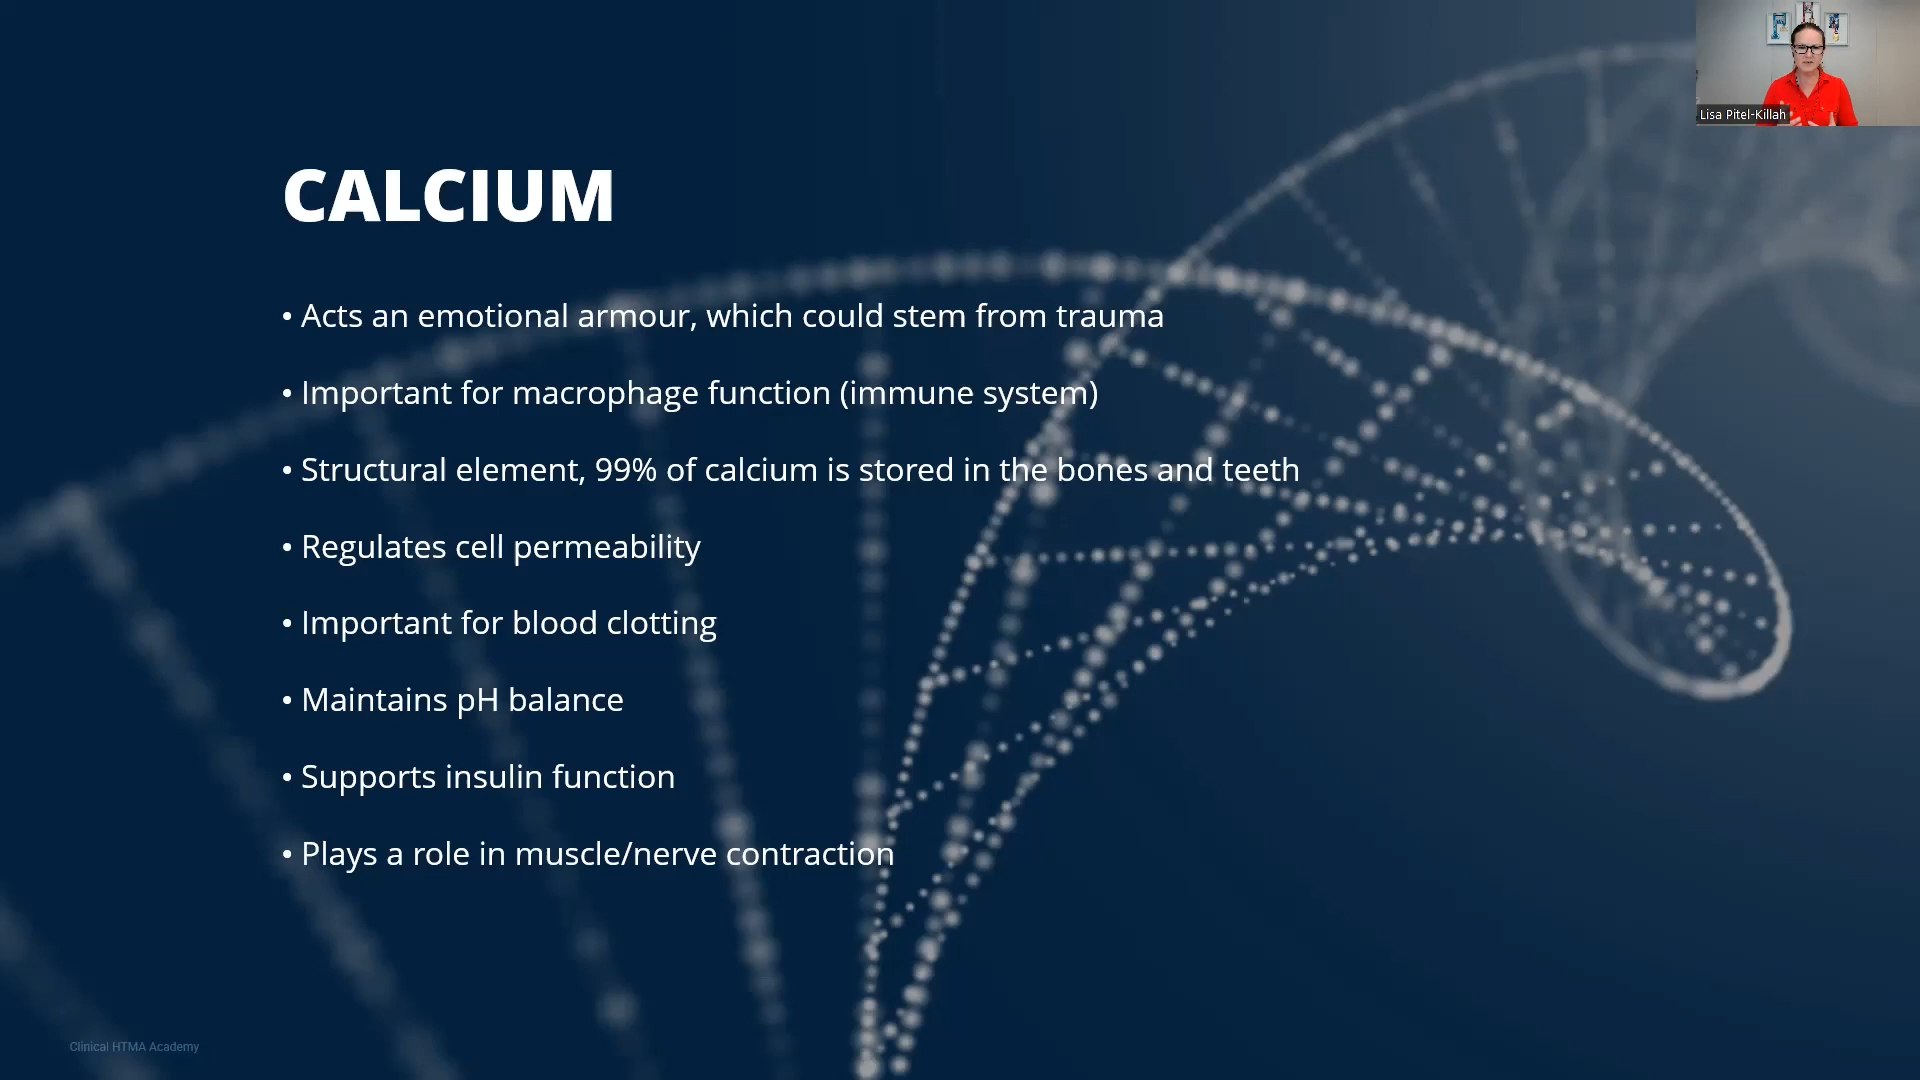 Lisa Pitel-Killah
CALCIUM
• Acts an emotional armour, which could stem from trauma
• Important for macrophage function (immune system)
• Structural element, 99% of calcium is stored in the bones and teeth
• Regulates cell permeability
• Important for blood clotting
• Maintains pH balance
• Supports insulin function
• Plays a role in muscle/nerve contraction
Clinical HTMA Academy